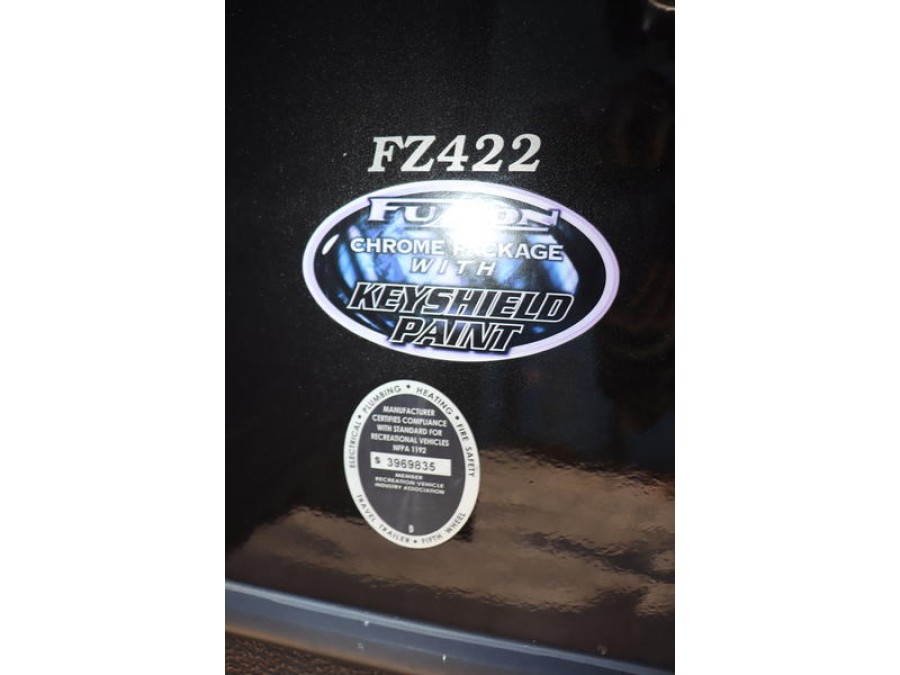 FZ422
FUZION
CHROME PACKAGE
WITH
KEYSHIELD
PAINT
ELECTRICAL • PLUMBING • HEATING • FIRE SAFETY
MANUFACTURER
CERTIFIES COMPLIANCE
WITH STANDARD FOR
RECREATIONAL VEHICLES
NFPA 1192
S 3969835
MEMBER
RECREATION VEHICLE
INDUSTRY ASSOCIATION
TRAVEL TRAILER • FIFTH WHEEL